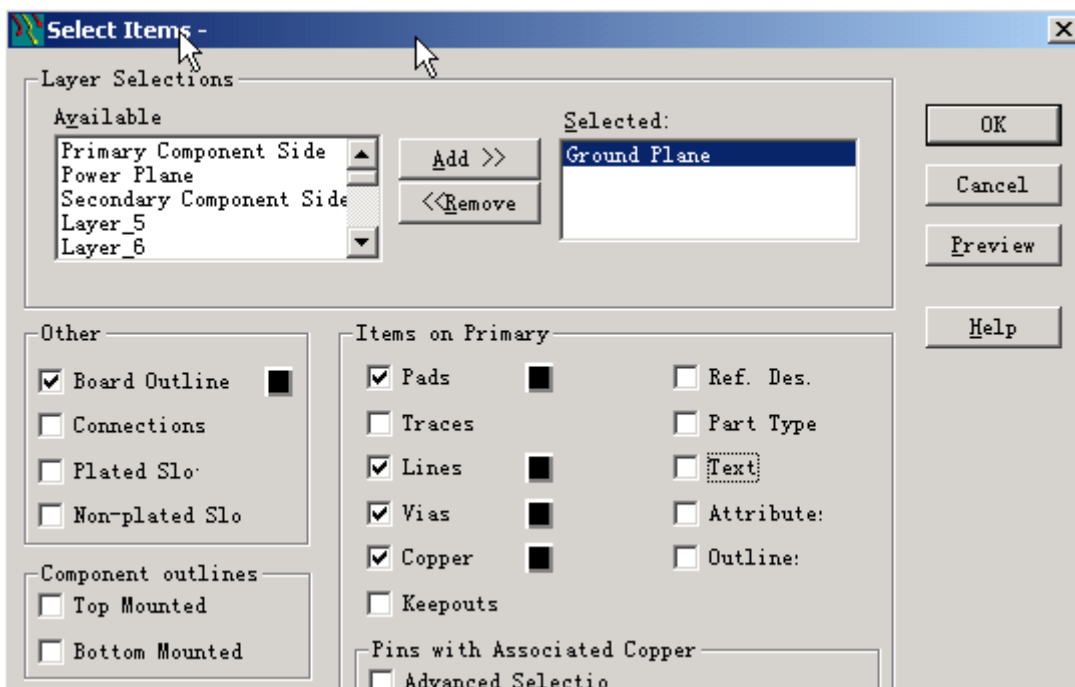 Select Items -
Layer Selections
Available
Primary Component Side
Power Plane
Secondary Component Side
Layer_5
Layer_6
Add >>
<<Remove
Selected:
Ground Plane
OK
Cancel
Preview
Help
Other
Board Outline
Connections
Plated Slo
Non-plated Slo
Component outlines
Top Mounted
Bottom Mounted
Items on Primary
Pads
Traces
Lines
Vias
Copper
Keepouts
Ref. Des.
Part Type
Text
Attribute:
Outline:
Pins with Associated Copper
Advanced Selectio